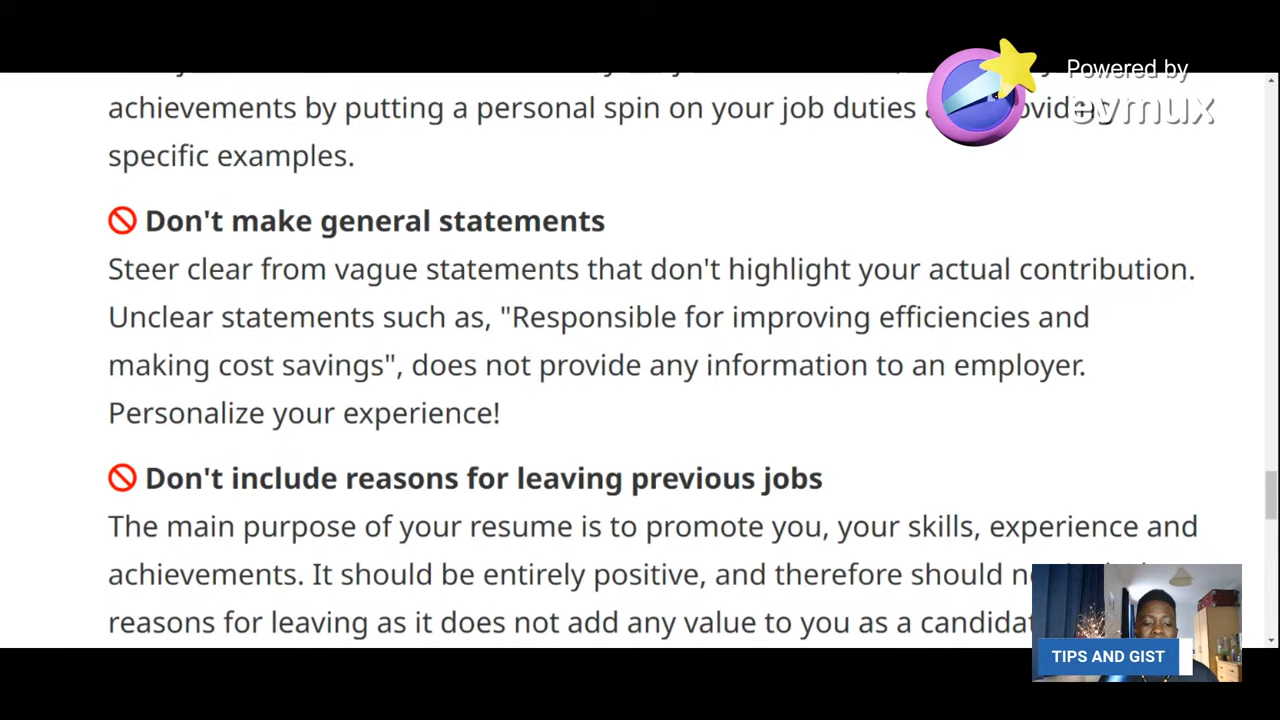 Powered by
evmux
achievements by putting a personal spin on your job duties
specific examples.
Don't make general statements
Steer clear from vague statements that don't highlight your actual contribution.
Unclear statements such as, "Responsible for improving efficiencies and
making cost savings", does not provide any information to an employer.
Personalize your experience!
Don't include reasons for leaving previous jobs
The main purpose of your resume is to promote you, your skills, experience and
achievements. It should be entirely positive, and therefore should
reasons for leaving as it does not add any value to you as a
TIPS AND GIST